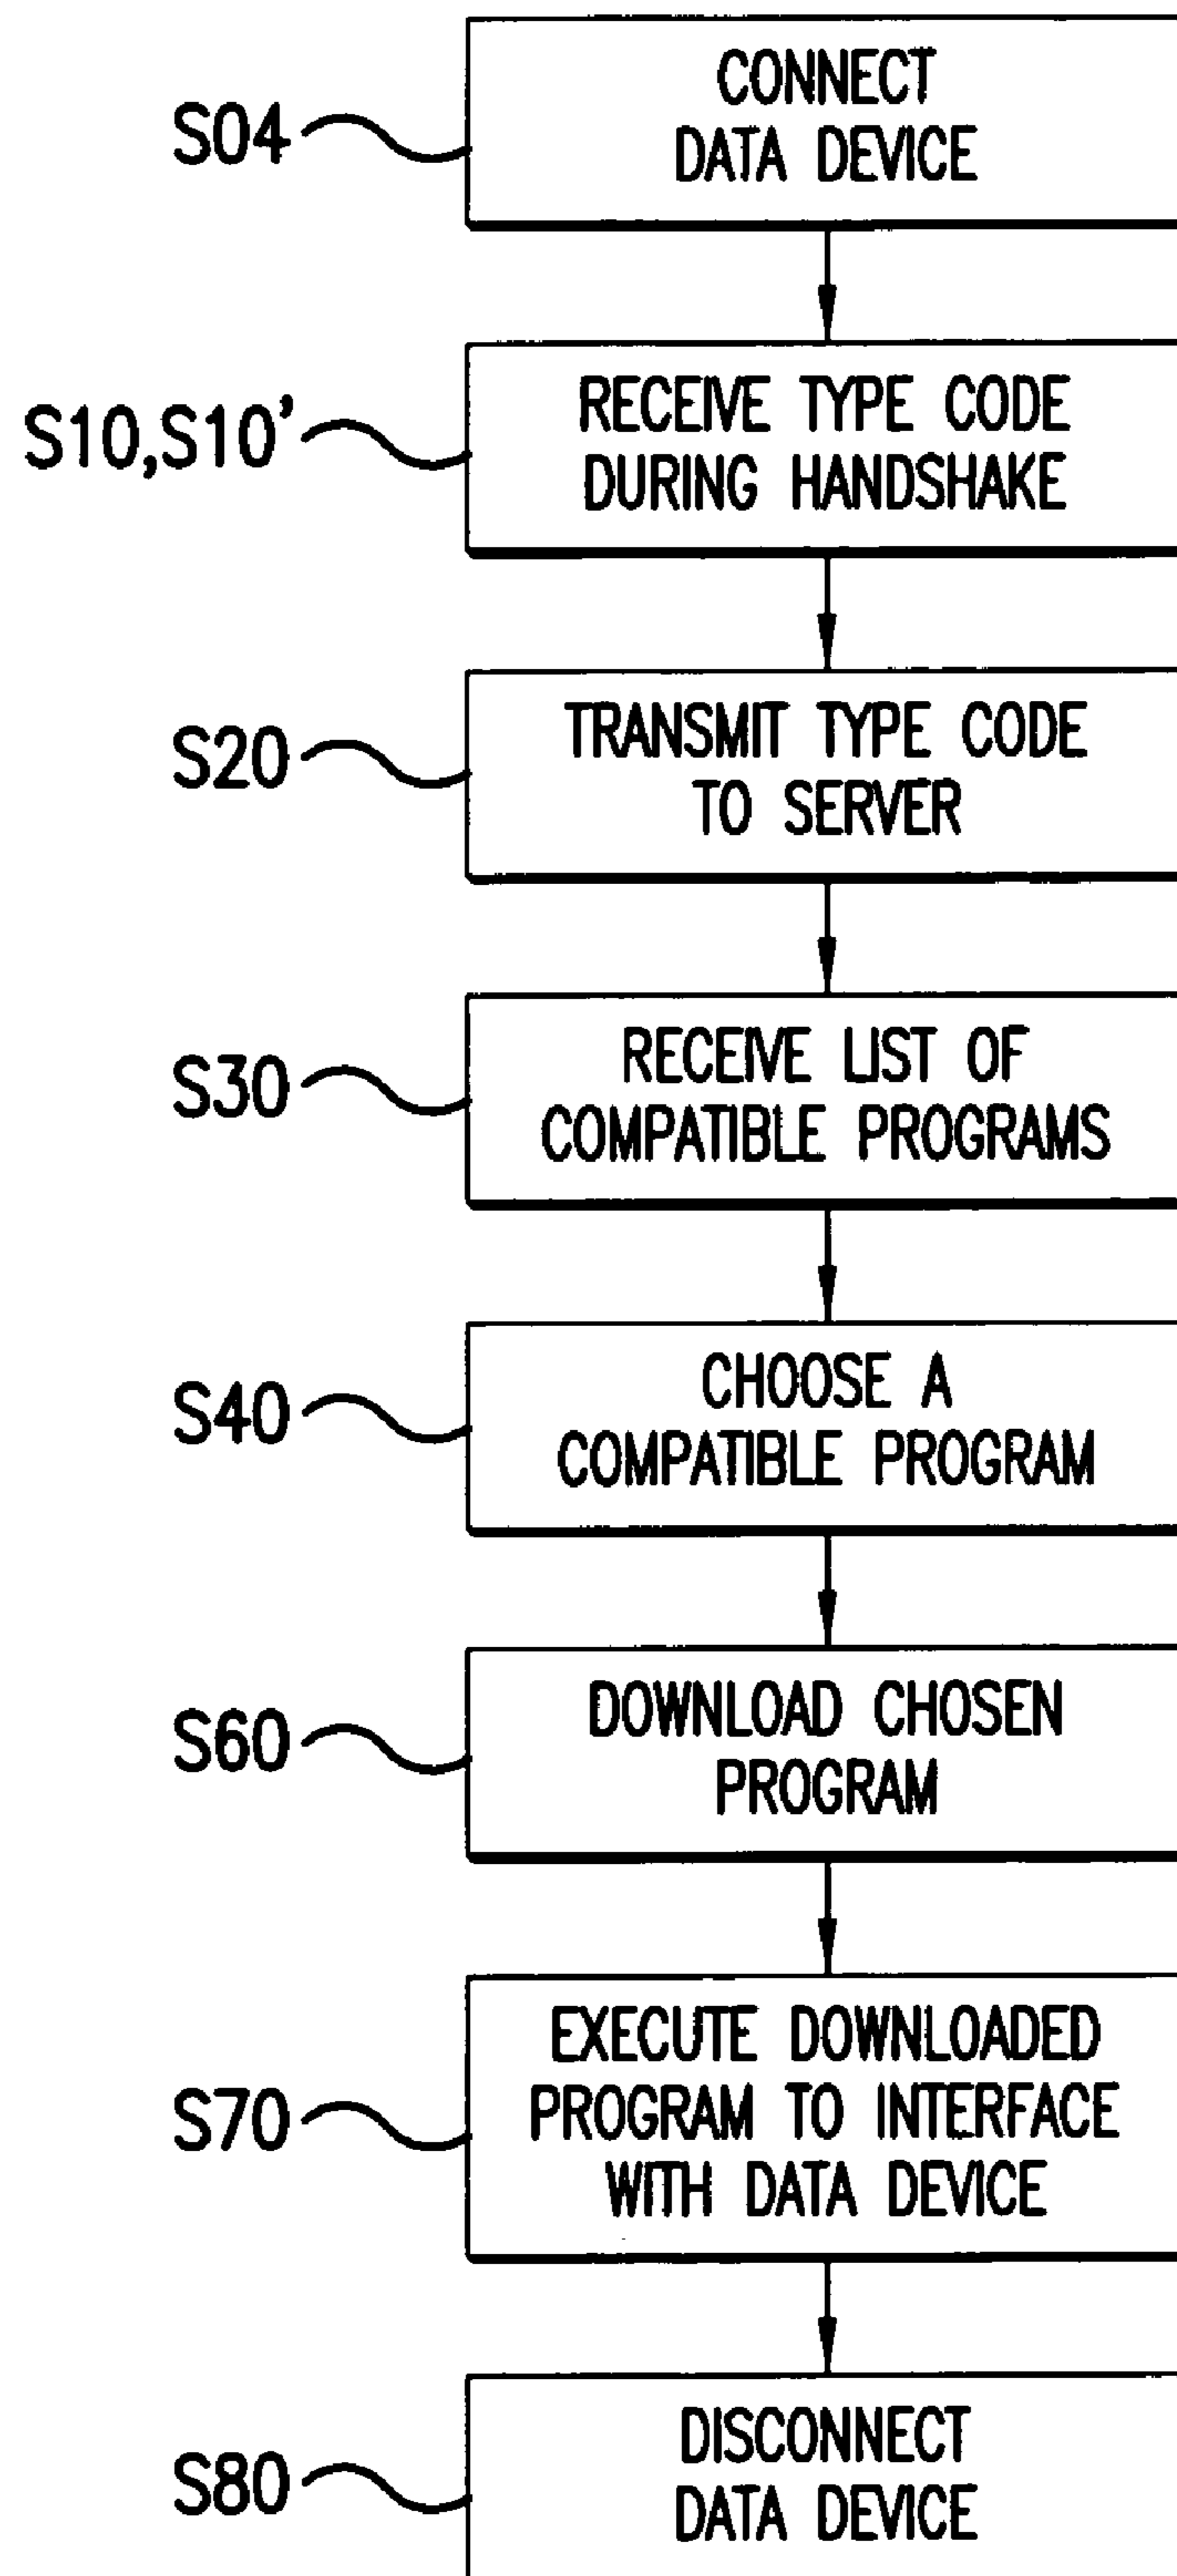 CONNECT
DATA DEVICE
S04
RECEIVE TYPE CODE
DURING HANDSHAKE
S10,S10'
TRANSMIT TYPE CODE
TO SERVER
S20
RECEIVE LIST OF
COMPATIBLE PROGRAMS
S30
CHOOSE A
COMPATIBLE PROGRAM
S40
DOWNLOAD CHOSEN
PROGRAM
S60
EXECUTE DOWNLOADED
PROGRAM TO INTERFACE
WITH DATA DEVICE
S70
DISCONNECT
DATA DEVICE
S80